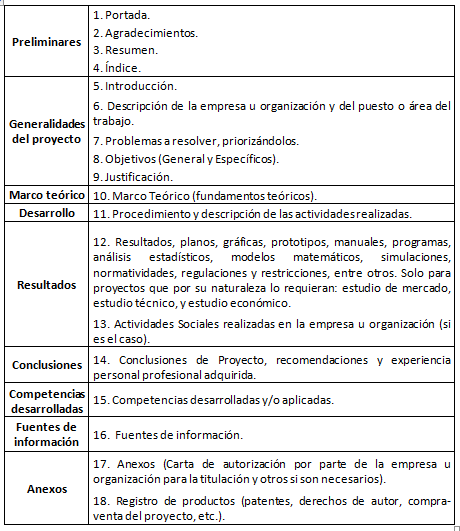 Preliminares
1. Portada.
2. Agradecimientos.
3. Resumen.
4. Índice.
Generalidades
del proyecto
5. Introducción.
6. Descripción de la empresa u organización y del puesto o área del
trabajo.
7. Problemas a resolver, priorizándolos.
8. Objetivos (General y Específicos).
9. Justificación.
Marco teórico
10. Marco Teórico (fundamentos teóricos).
Desarrollo
11. Procedimiento y descripción de las actividades realizadas.
Resultados
12. Resultados, planos, gráficas, prototipos, manuales, programas,
análisis estadísticos, modelos matemáticos, simulaciones,
normatividades, regulaciones y restricciones, entre otros. Solo para
proyectos que por su naturaleza lo requieran: estudio de mercado,
estudio técnico, y estudio económico.
13. Actividades Sociales realizadas en la empresa u organización (si
es el caso).
Conclusiones
14. Conclusiones de Proyecto, recomendaciones y experiencia
personal profesional adquirida.
Competencias
desarrolladas
15. Competencias desarrolladas y/o aplicadas.
Fuentes de
información
16. Fuentes de información.
Anexos
17. Anexos (Carta de autorización por parte de la empresa u
organización para la titulación y otros si son necesarios).
18. Registro de productos (patentes, derechos de autor, compra-
venta del proyecto, etc.).